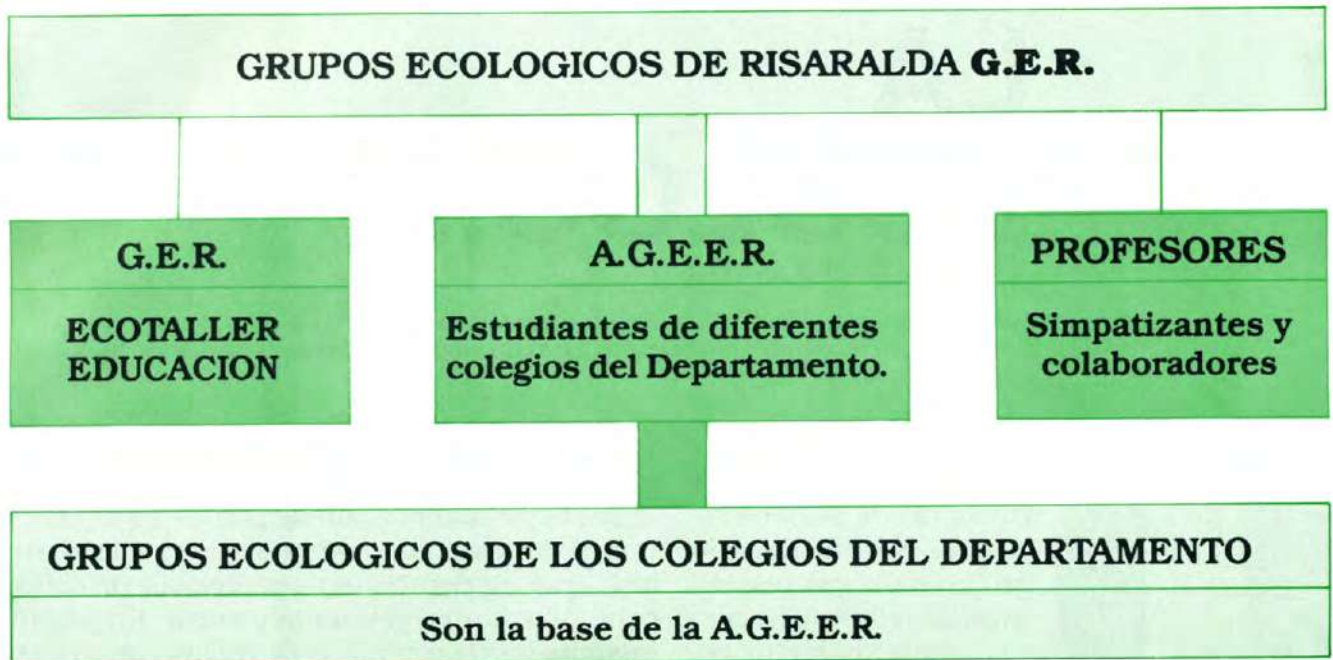 GRUPOS ECOLOGICOS DE RISARALDA G.E.R.
G.E.R.
ECOTALLER
EDUCACION
A.G.E.E.R.
Estudiantes de diferentes
colegios del Departamento.
PROFESORES
Simpatizantes y
colaboradores
GRUPOS ECOLOGICOS DE LOS COLEGIOS DEL DEPARTAMENTO
Son la base de la A.G.E.E.R.